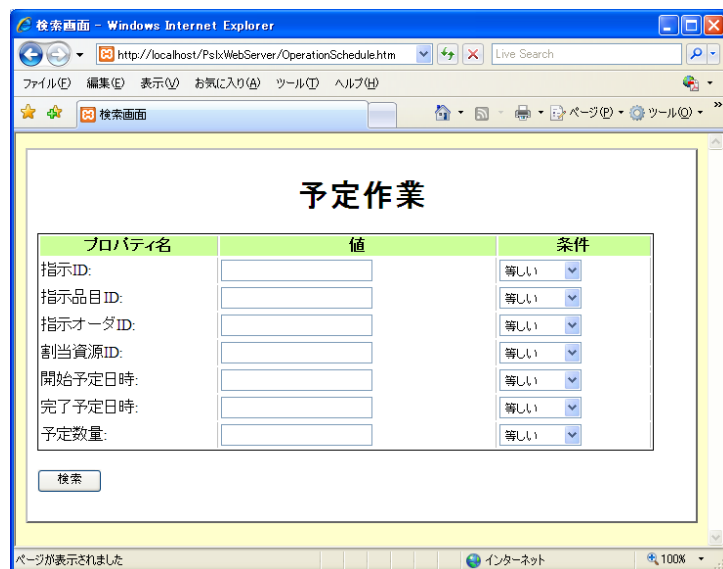 検索画面 - Windows Internet Explorer
http://localhost/PslxWebServer/OperationSchedule.htm
Live Search
ファイル(F) 編集(E) 表示(V) お気に入り(A) ツール(T) ヘルプ(H)
検索画面
ページ(P) ツール(O) »
予定作業
プロパティ名 値 条件
指示ID: 等しい
指示品目ID: 等しい
指示オーダID: 等しい
割当資源ID: 等しい
開始予定日時: 等しい
完了予定日時: 等しい
予定数量: 等しい
検索
ページが表示されました インターネット 100%